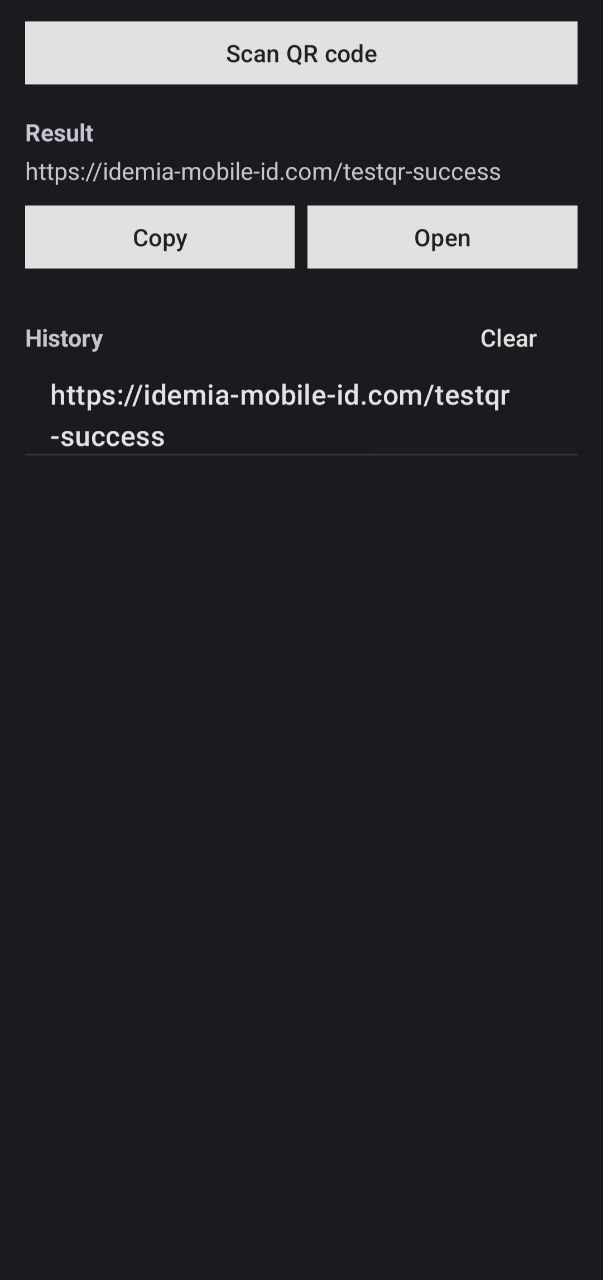 Scan QR code
Result
https://idemia-mobile-id.com/testqr-success
Copy Open
History Clear
https://idemia-mobile-id.com/testqr
-success